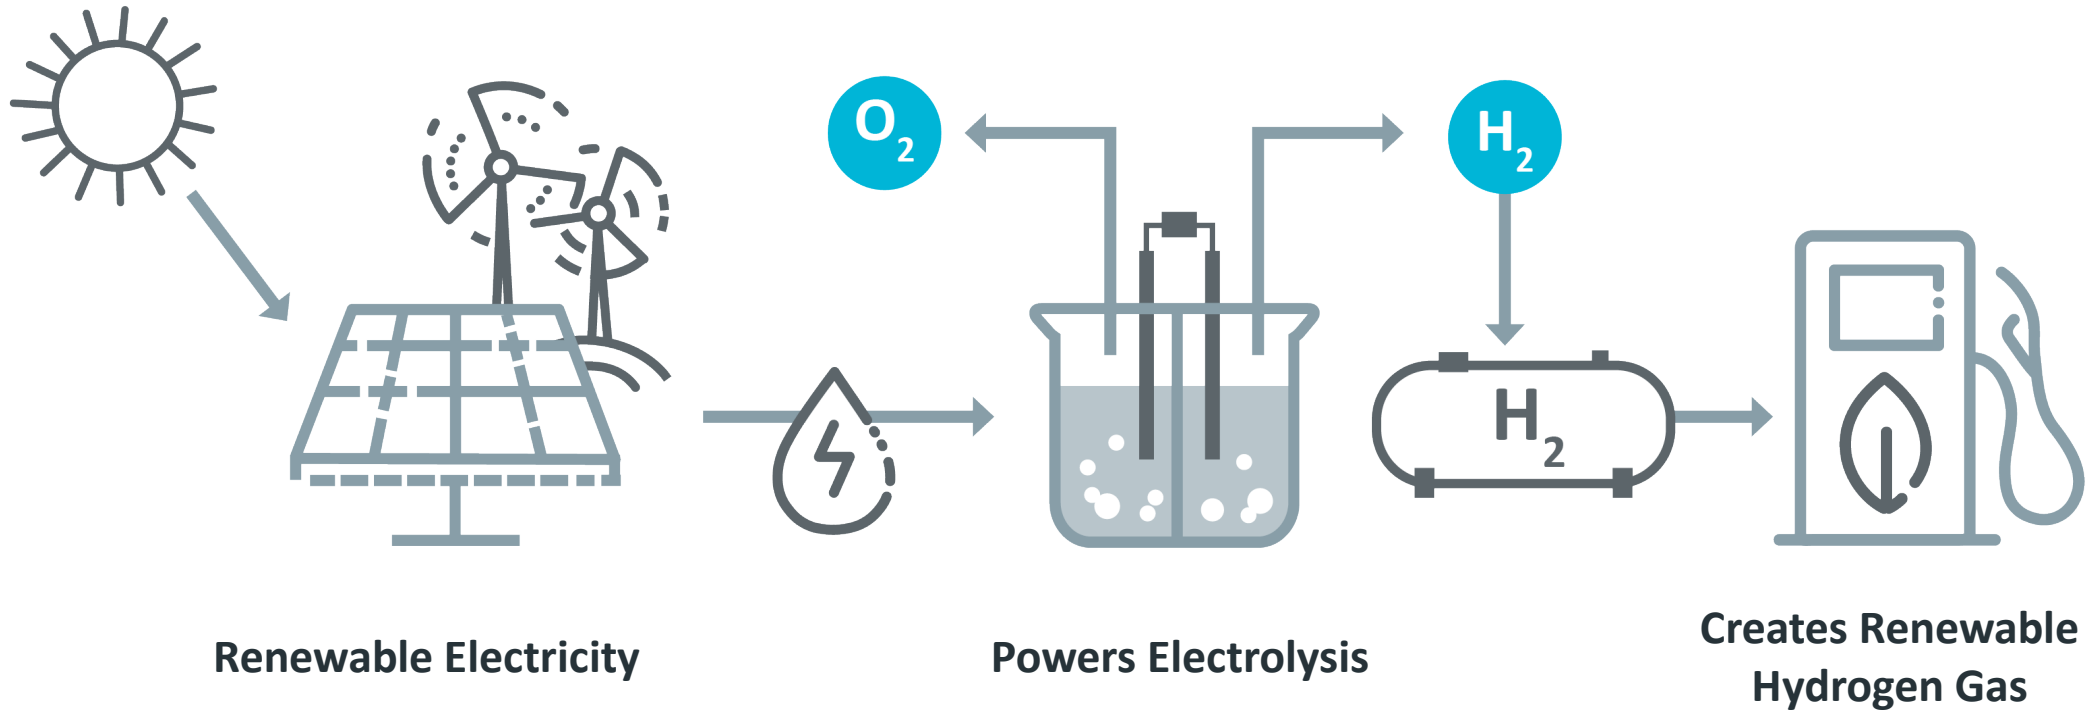 O₂
H₂
H₂
Renewable Electricity
Powers Electrolysis
Creates Renewable
Hydrogen Gas